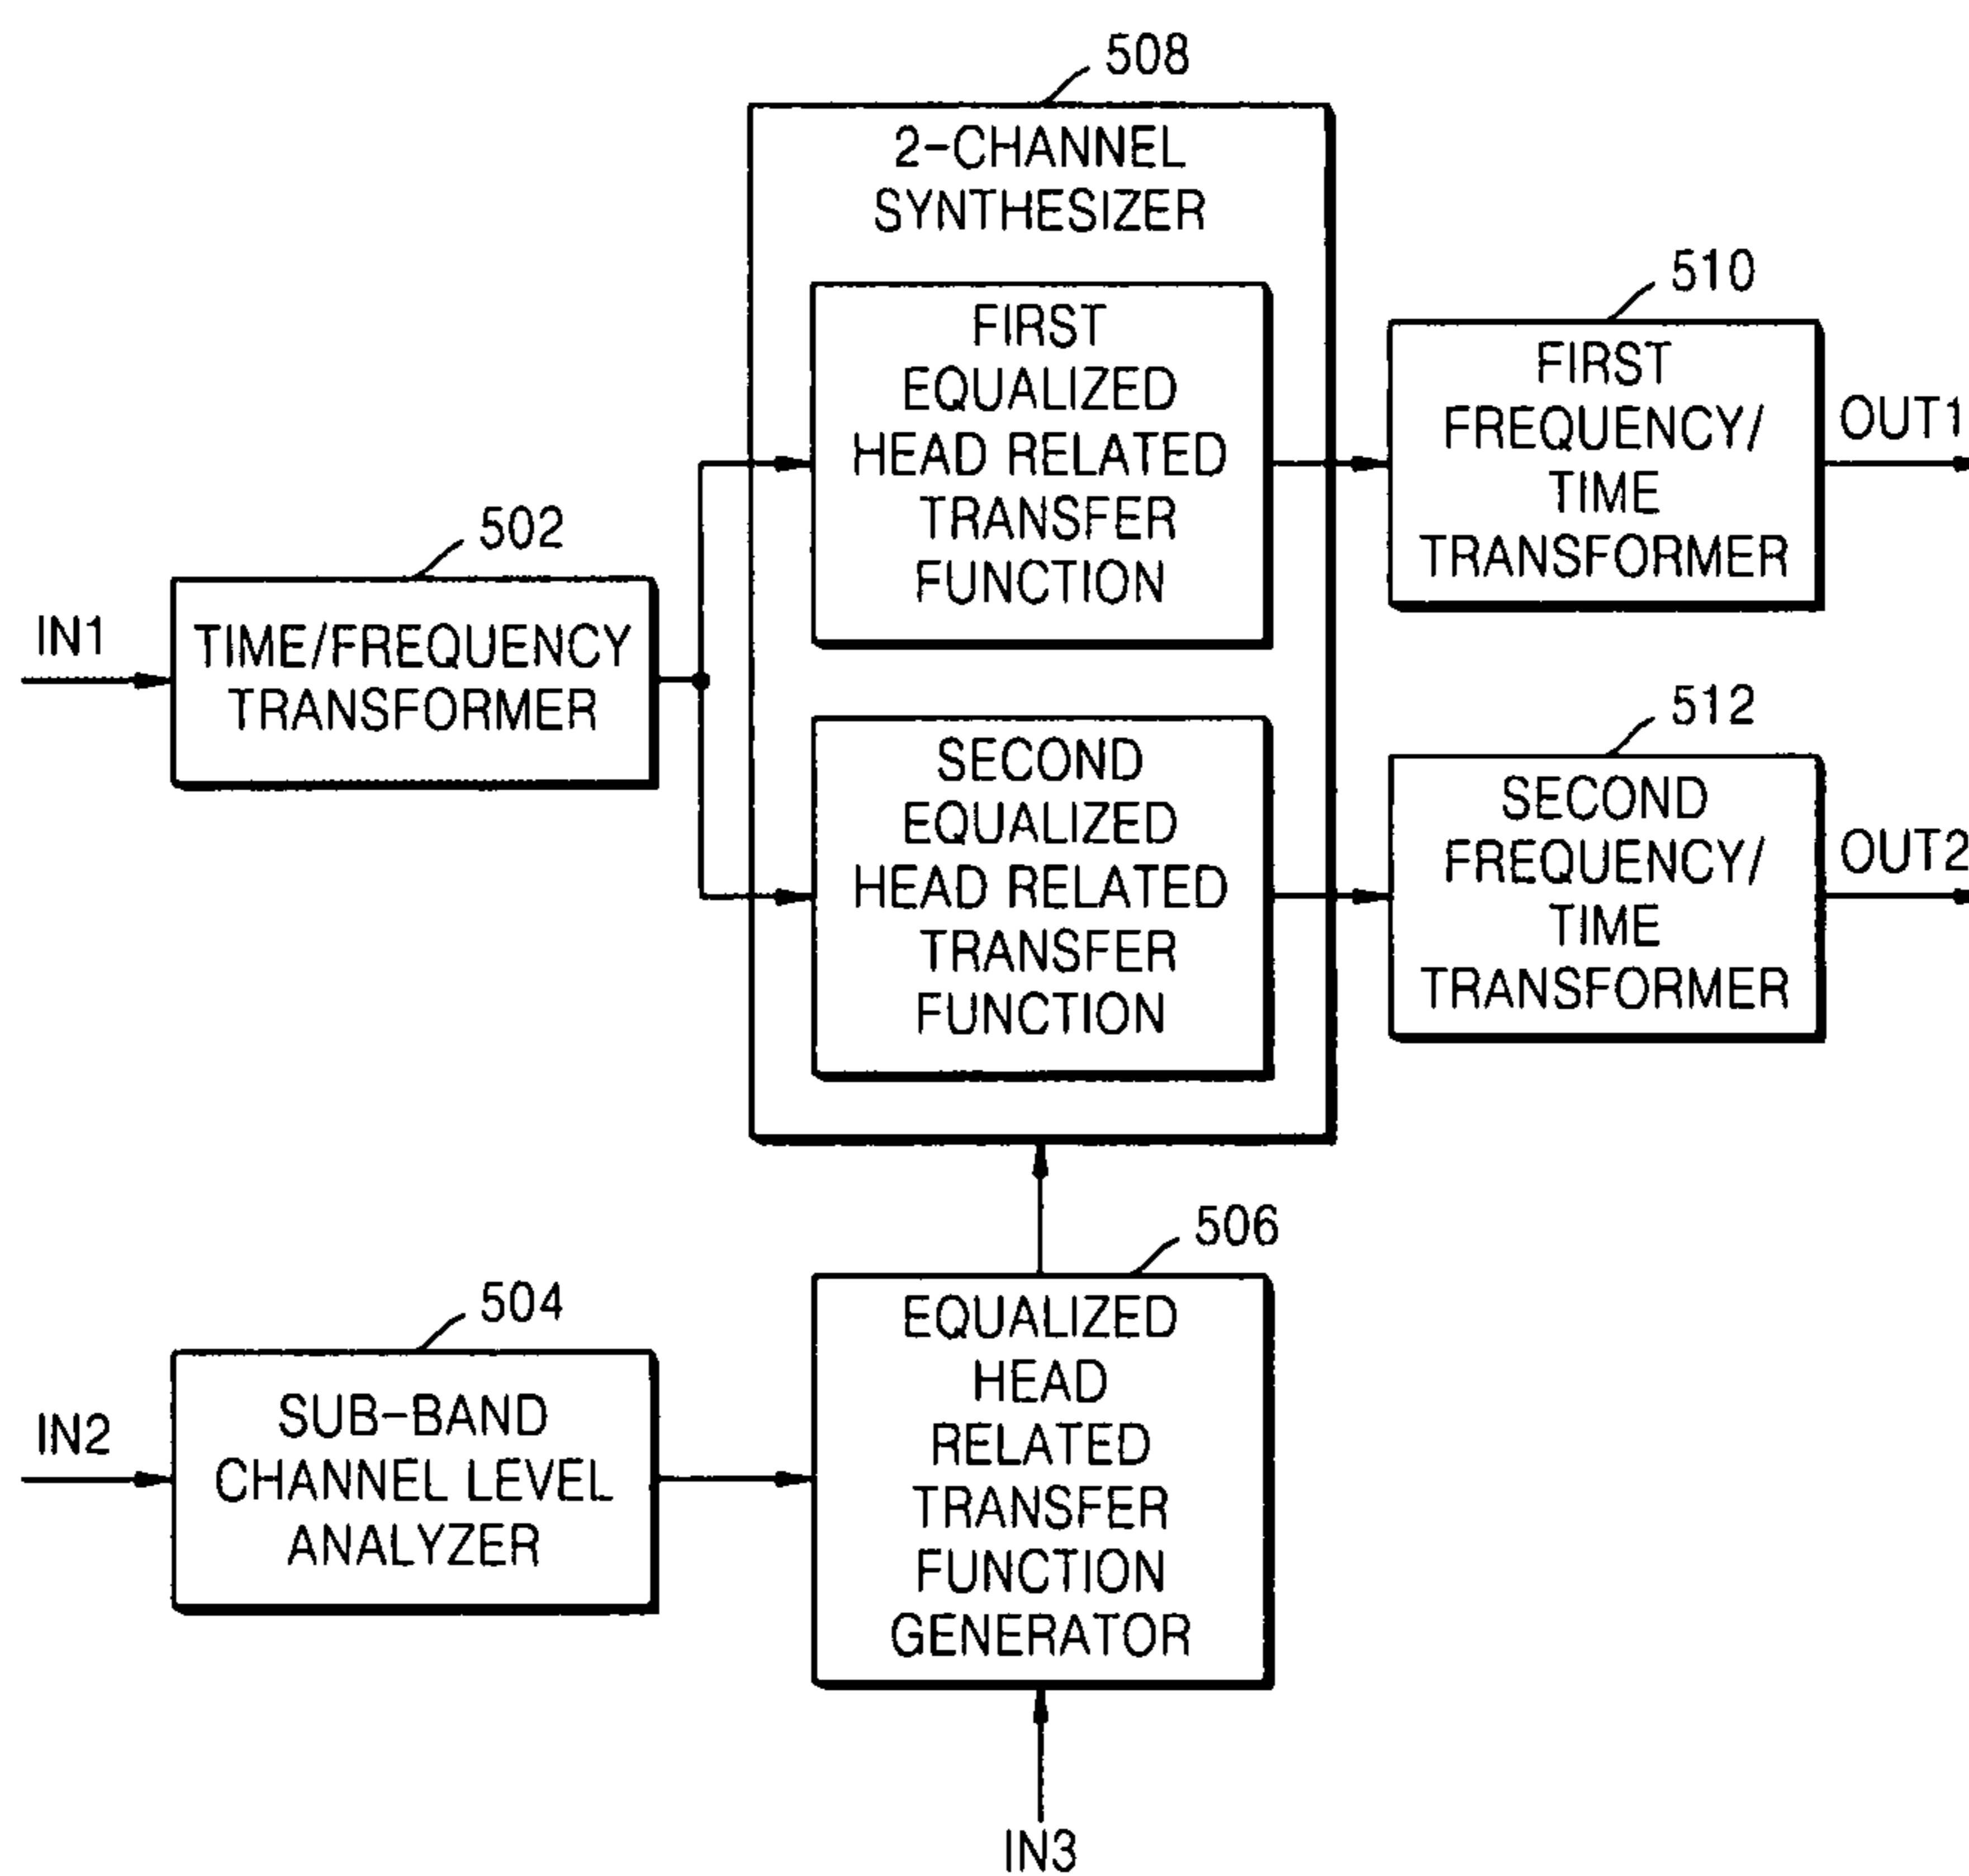 508
2-CHANNEL
SYNTHESIZER
FIRST
EQUALIZED
HEAD RELATED
TRANSFER
FUNCTION
510
FIRST
FREQUENCY/
TIME
TRANSFORMER
OUT1
502
IN1
TIME/FREQUENCY
TRANSFORMER
SECOND
EQUALIZED
HEAD RELATED
TRANSFER
FUNCTION
512
SECOND
FREQUENCY/
TIME
TRANSFORMER
OUT2
504
IN2
SUB-BAND
CHANNEL LEVEL
ANALYZER
506
EQUALIZED
HEAD
RELATED
TRANSFER
FUNCTION
GENERATOR
IN3